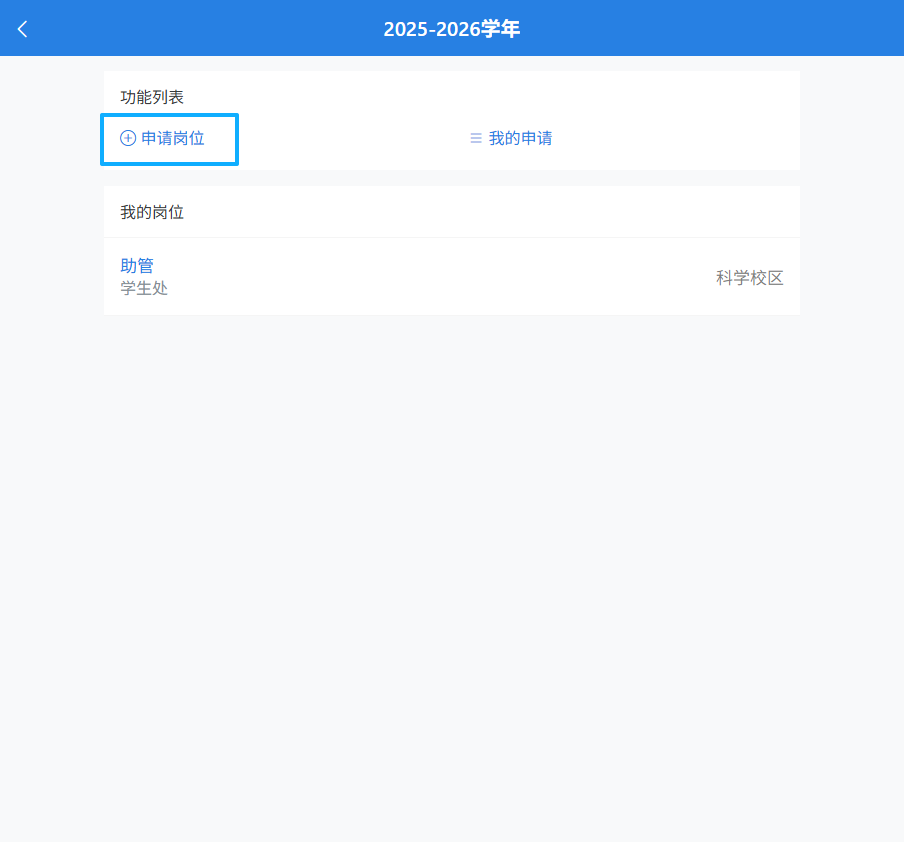 2025-2026学年
功能列表
申请岗位
我的申请
我的岗位
助管
学生处
科学校区